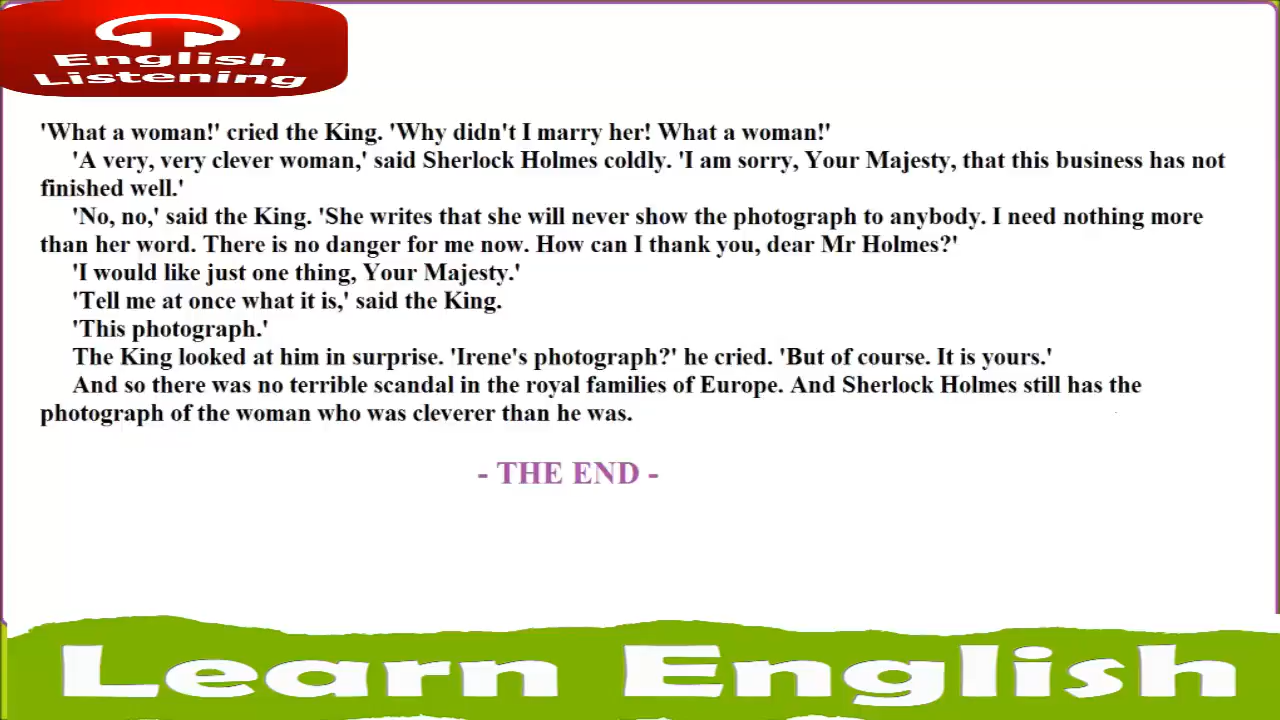 English
Listening
'What a woman!' cried the King. 'Why didn't I marry her! What a woman!'
'A very, very clever woman,' said Sherlock Holmes coldly. 'I am sorry, Your Majesty, that this business has not
finished well.'
'No, no,' said the King. 'She writes that she will never show the photograph to anybody. I need nothing more
than her word. There is no danger for me now. How can I thank you, dear Mr Holmes?'
'I would like just one thing, Your Majesty.'
'Tell me at once what it is,' said the King.
'This photograph.'
The King looked at him in surprise. 'Irene's photograph?' he cried. 'But of course. It is yours.'
And so there was no terrible scandal in the royal families of Europe. And Sherlock Holmes still has the
photograph of the woman who was cleverer than he was.
- THE END -
Learn English